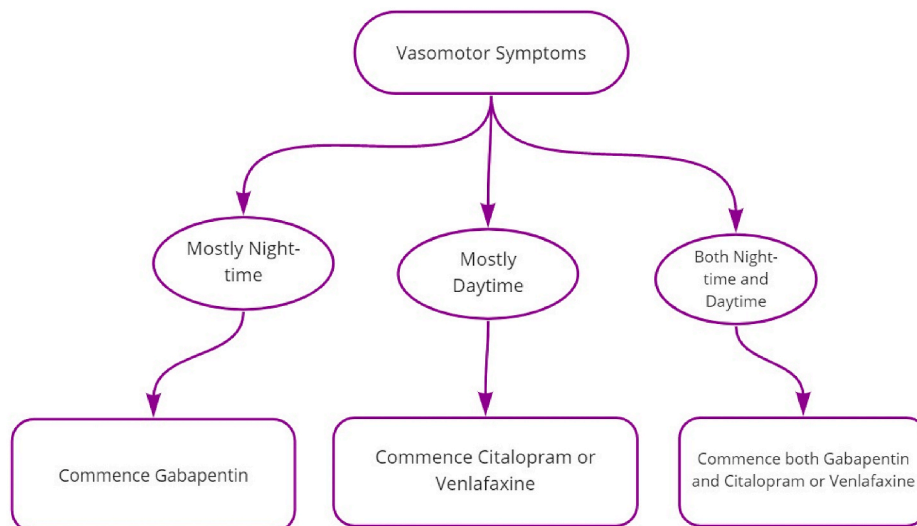 Vasomotor Symptoms
Mostly Night-
time
Mostly
Daytime
Both Night-
time and
Daytime
Commence Gabapentin
Commence Citalopram or
Venlafaxine
Commence both Gabapentin
and Citalopram or Venlafaxine